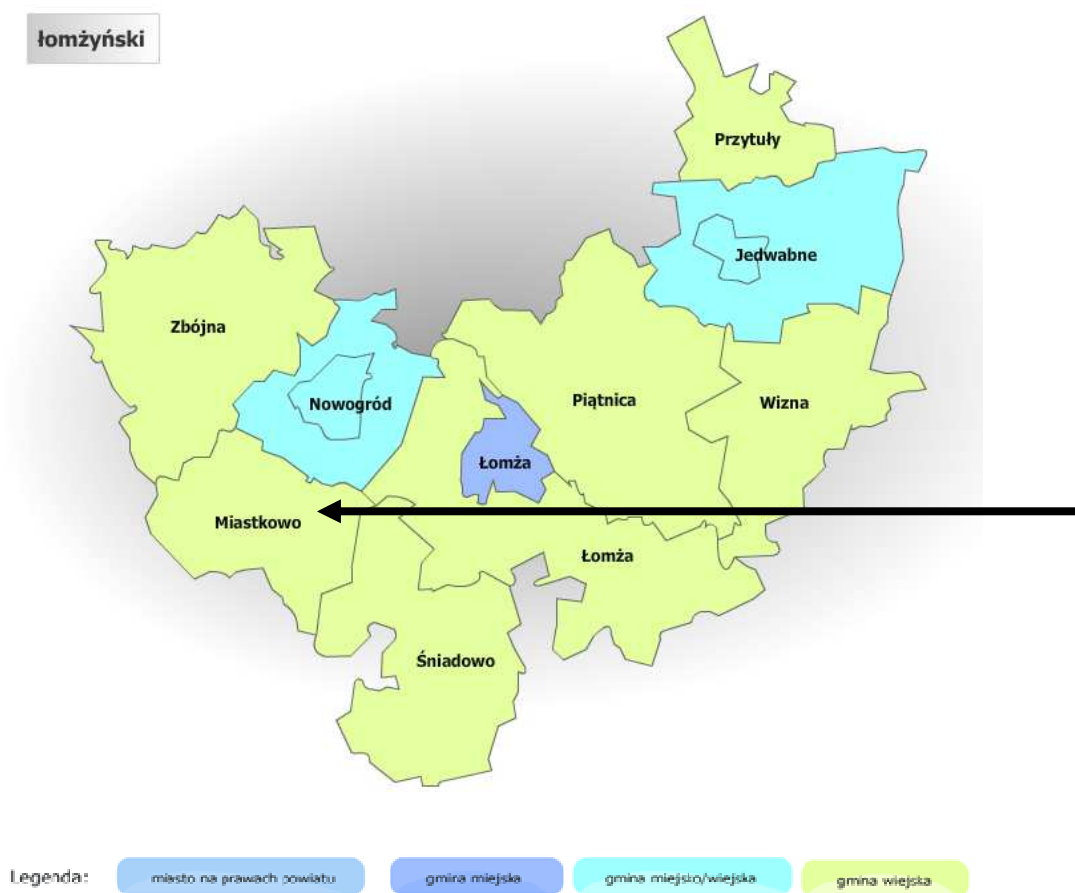 łomżyński
Przytuły
Jedwabne
Zbójna
Nowogród
Piątnica
Wizna
Łomża
Miastkowo
Łomża
Śniadowo
Legenda:
miasto na prawach powiatu
gmina miejska
gmina miejsko/wiejska
gmina wiejska